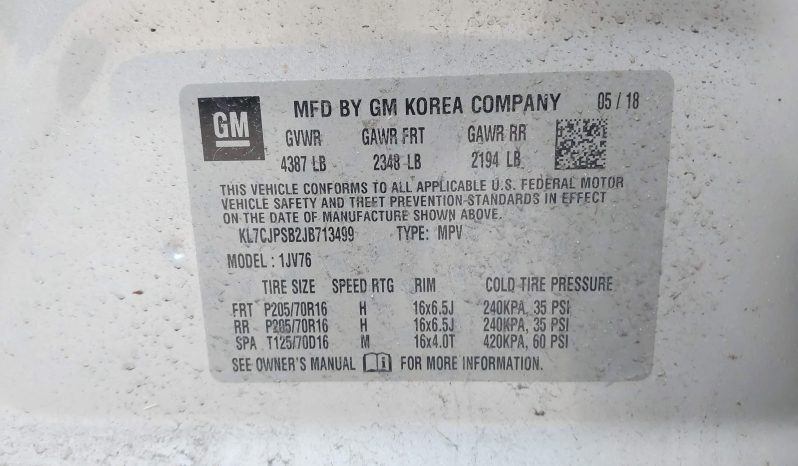 GM MFD BY GM KOREA COMPANY 05 / 18
GVWR GAWR FRT GAWR RR
4387 LB 2348 LB 2194 LB
THIS VEHICLE CONFORMS TO ALL APPLICABLE U.S. FEDERAL MOTOR
VEHICLE SAFETY AND THEFT PREVENTION STANDARDS IN EFFECT
ON THE DATE OF MANUFACTURE SHOWN ABOVE.
KL7CJPSB2JB713499 TYPE: MPV
MODEL : 1JV76
TIRE SIZE SPEED RTG RIM COLD TIRE PRESSURE
FRT P205/70R16 H 16x6.5J 240KPA, 35 PSI
RR P205/70R16 H 16x6.5J 240KPA, 35 PSI
SPA T125/70D16 M 16x4.0T 420KPA, 60 PSI
SEE OWNER'S MANUAL FOR MORE INFORMATION.